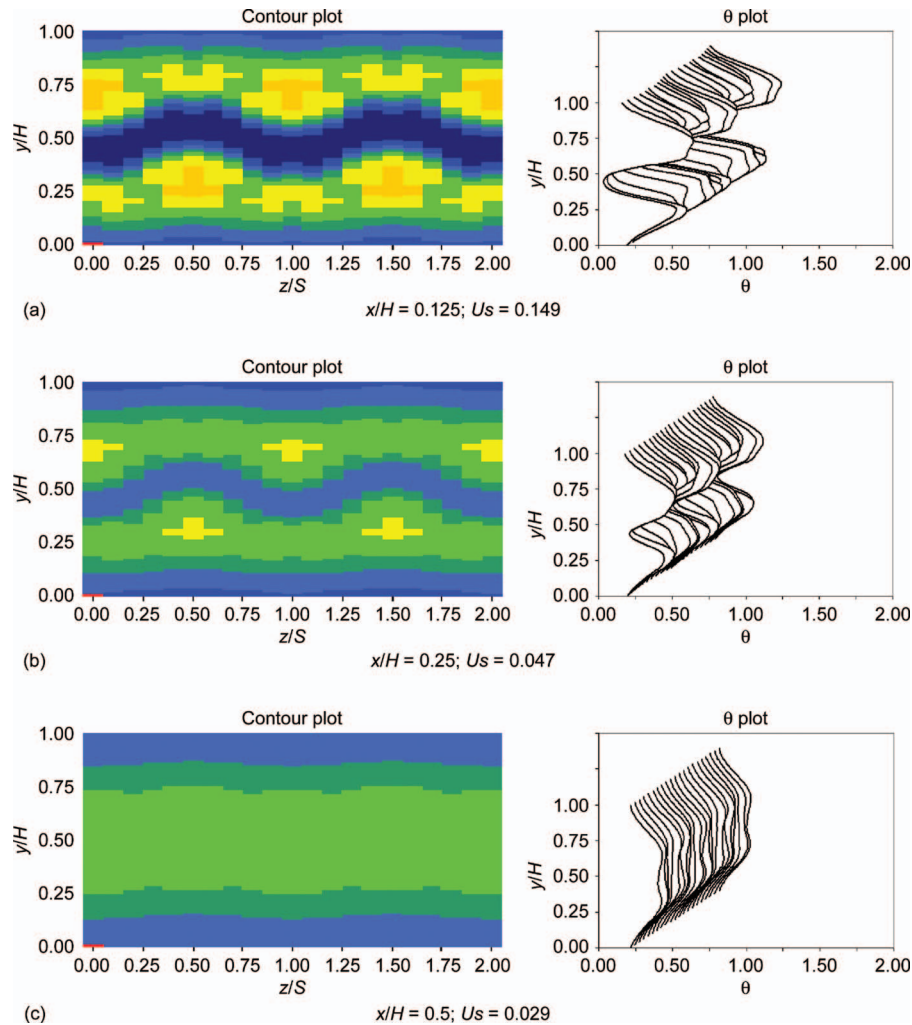 Contour plot
θ plot
1.00
0.75
0.50
0.25
0.00
y/H
0.00 0.25 0.50 0.75 1.00 1.25 1.50 1.75 2.00
z/S
1.00
0.75
0.50
0.25
0.00
y/H
0.00 0.50 1.00 1.50 2.00
θ
(a)
x/H = 0.125; Us = 0.149
Contour plot
θ plot
1.00
0.75
0.50
0.25
0.00
y/H
0.00 0.25 0.50 0.75 1.00 1.25 1.50 1.75 2.00
z/S
1.00
0.75
0.50
0.25
0.00
y/H
0.00 0.50 1.00 1.50 2.00
θ
(b)
x/H = 0.25; Us = 0.047
Contour plot
θ plot
1.00
0.75
0.50
0.25
0.00
y/H
0.00 0.25 0.50 0.75 1.00 1.25 1.50 1.75 2.00
z/S
1.00
0.75
0.50
0.25
0.00
y/H
0.00 0.50 1.00 1.50 2.00
θ
(c)
x/H = 0.5; Us = 0.029